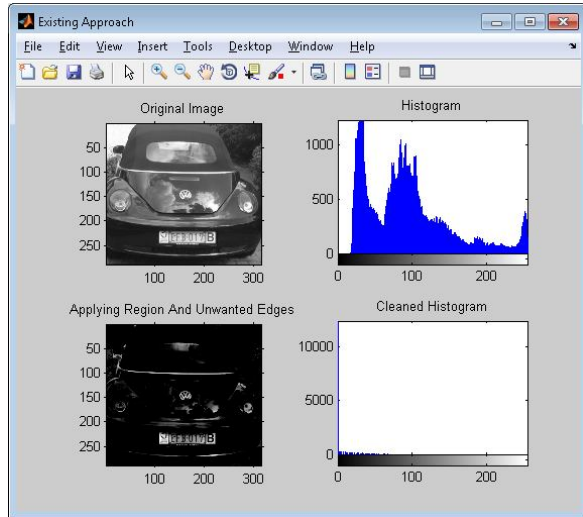 Existing Approach
File Edit View Insert Tools Desktop Window Help
Original Image
50
100
150
200
250
100 200 300
Histogram
1000
500
0
0 100 200
Applying Region And Unwanted Edges
50
100
150
200
250
100 200 300
Cleaned Histogram
10000
5000
0
0 100 200